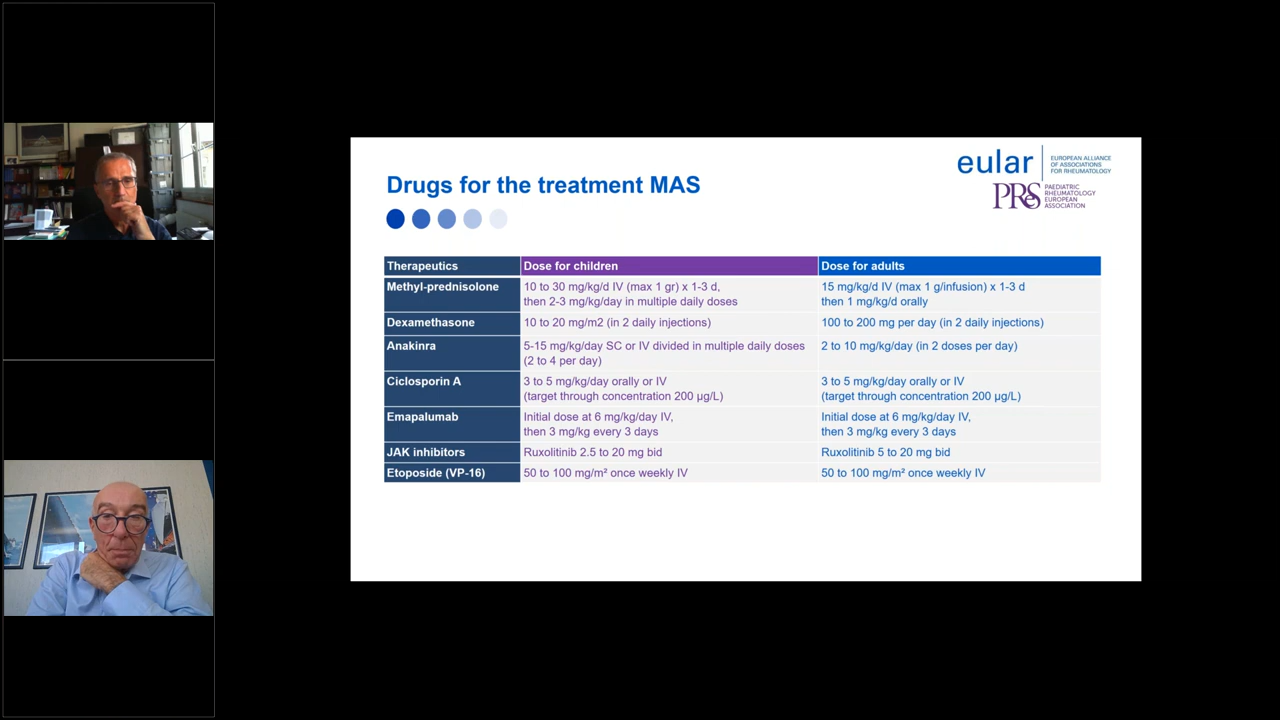 Drugs for the treatment MAS
eular
EUROPEAN ALLIANCE
OF ASSOCIATIONS
FOR RHEUMATOLOGY
PReS
PAEDIATRIC
RHEUMATOLOGY
EUROPEAN
ASSOCIATION
Therapeutics Dose for children Dose for adults
Methyl-prednisolone 10 to 30 mg/kg/d IV (max 1 gr) x 1-3 d, 15 mg/kg/d IV (max 1 g/infusion) x 1-3 d
then 2-3 mg/kg/day in multiple daily doses then 1 mg/kg/d orally
Dexamethasone 10 to 20 mg/m2 (in 2 daily injections) 100 to 200 mg per day (in 2 daily injections)
Anakinra 5-15 mg/kg/day SC or IV divided in multiple daily doses 2 to 10 mg/kg/day (in 2 doses per day)
(2 to 4 per day)
Ciclosporin A 3 to 5 mg/kg/day orally or IV 3 to 5 mg/kg/day orally or IV
(target through concentration 200 µg/L) (target through concentration 200 µg/L)
Emapalumab Initial dose at 6 mg/kg/day IV, Initial dose at 6 mg/kg/day IV,
then 3 mg/kg every 3 days then 3 mg/kg every 3 days
JAK inhibitors Ruxolitinib 2.5 to 20 mg bid Ruxolitinib 5 to 20 mg bid
Etoposide (VP-16) 50 to 100 mg/m² once weekly IV 50 to 100 mg/m² once weekly IV